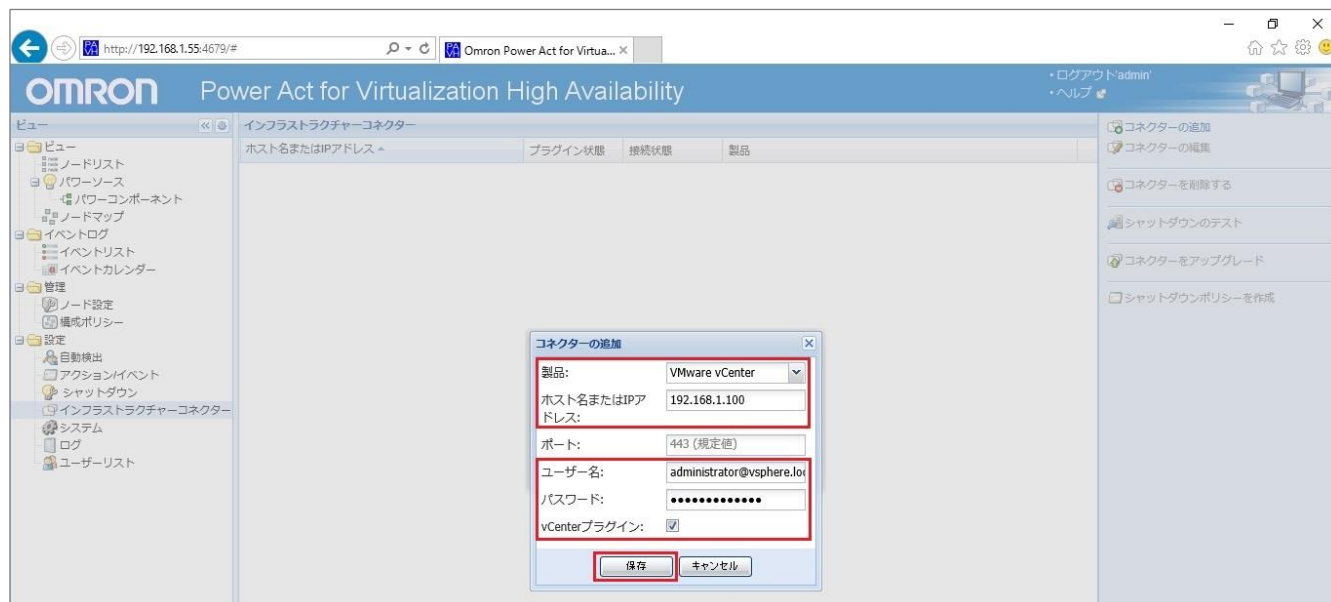 http://192.168.1.55:4679/#
Omron Power Act for Virtua...
OMRON
Power Act for Virtualization High Availability
・ログアウト'admin'
・ヘルプ
ビュー
ビュー
ノードリスト
パワーソース
パワーコンポーネント
ノードマップ
イベントログ
イベントリスト
イベントカレンダー
管理
ノード設定
構成ポリシー
設定
自動検出
アクション/イベント
シャットダウン
インフラストラクチャーコネクター
システム
ログ
ユーザーリスト
インフラストラクチャーコネクター
ホスト名またはIPアドレス プラグイン状態 接続状態 製品
コネクターの追加
製品: VMware vCenter
ホスト名またはIPア 192.168.1.100
ドレス:
ポート: 443 (規定値)
ユーザー名: administrator@vsphere.loc
パスワード: •••••••••••••
vCenterプラグイン:
保存 キャンセル
コネクターの追加
コネクターの編集
コネクターを削除する
シャットダウンのテスト
コネクターをアップグレード
シャットダウンポリシーを作成